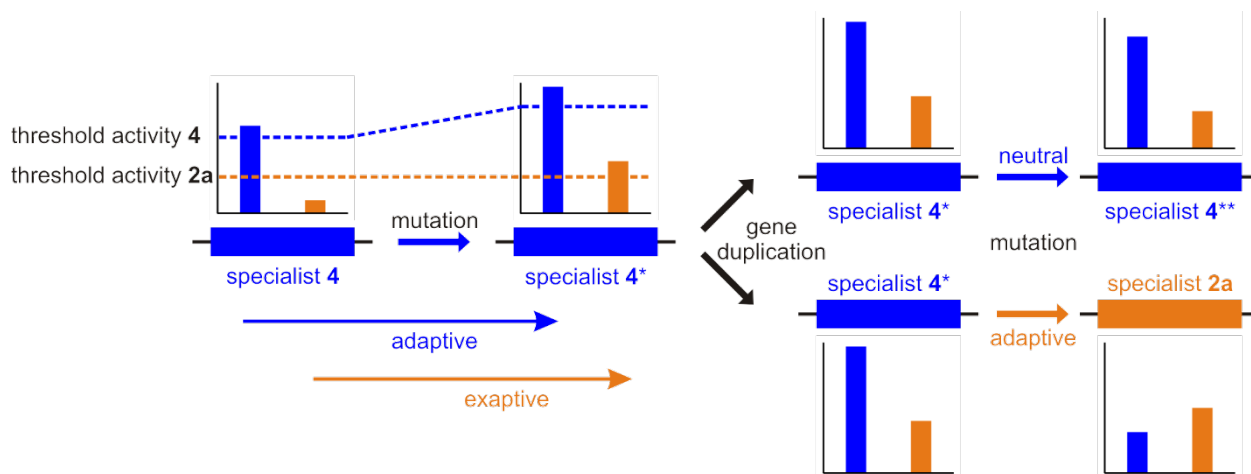 threshold activity 4
threshold activity 2a
mutation
specialist 4
specialist 4*
adaptive
exaptive
gene
duplication
specialist 4*
neutral
specialist 4**
mutation
specialist 4*
adaptive
specialist 2a